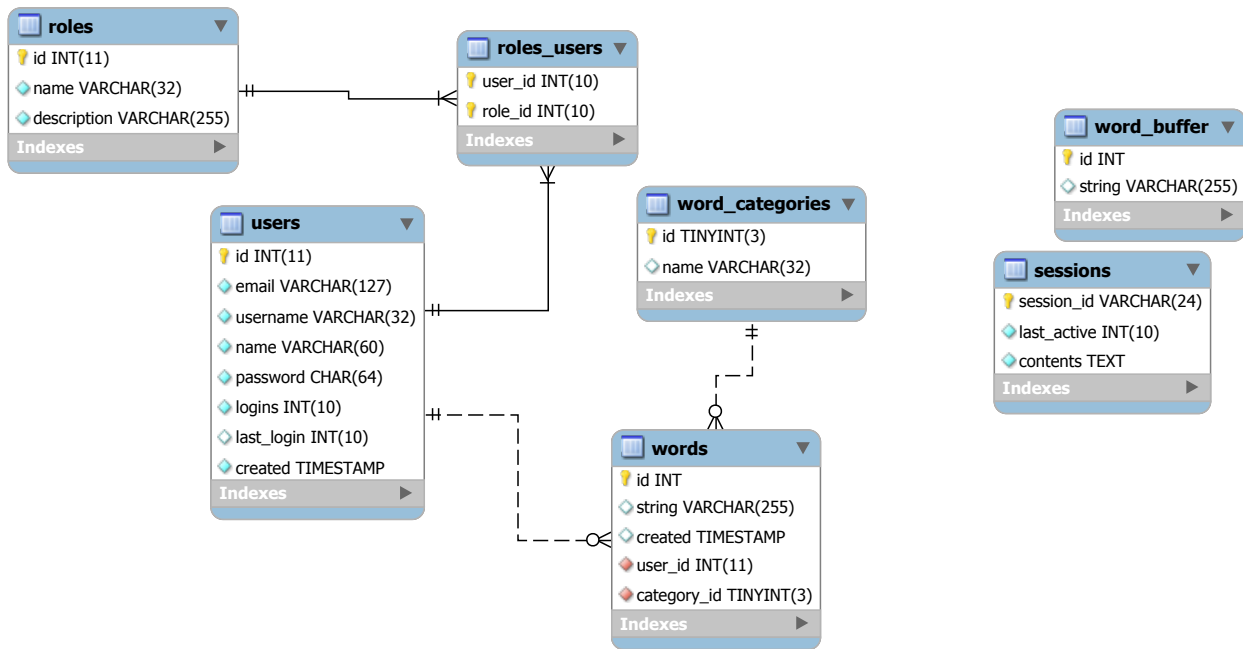 roles
id INT(11)
name VARCHAR(32)
description VARCHAR(255)
Indexes
roles_users
user_id INT(10)
role_id INT(10)
Indexes
users
id INT(11)
email VARCHAR(127)
username VARCHAR(32)
name VARCHAR(60)
password CHAR(64)
logins INT(10)
last_login INT(10)
created TIMESTAMP
Indexes
word_categories
id TINYINT(3)
name VARCHAR(32)
Indexes
words
id INT
string VARCHAR(255)
created TIMESTAMP
user_id INT(11)
category_id TINYINT(3)
Indexes
word_buffer
id INT
string VARCHAR(255)
Indexes
sessions
session_id VARCHAR(24)
last_active INT(10)
contents TEXT
Indexes